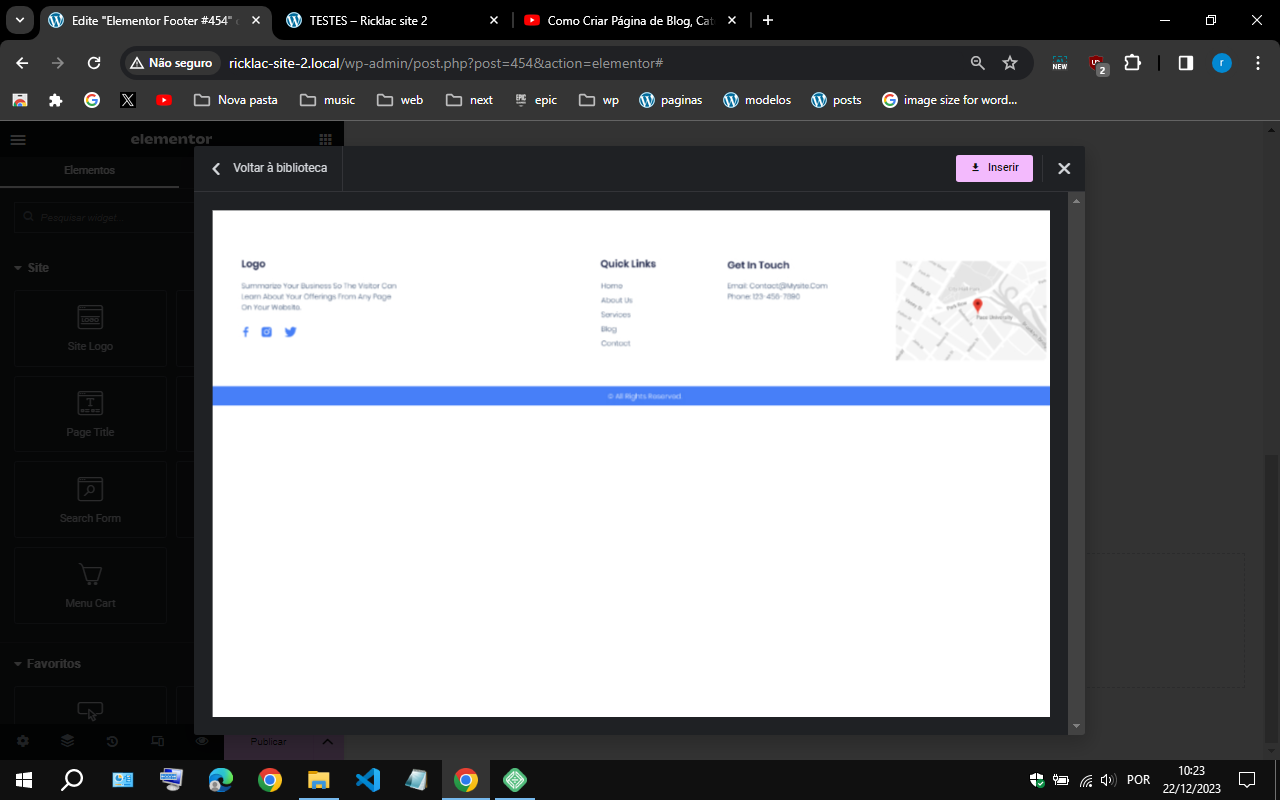 Edite "Elementor Footer #454"
TESTES – Ricklac site 2
Como Criar Página de Blog, Cat
Não seguro
ricklac-site-2.local/wp-admin/post.php?post=454&action=elementor#
NEW
2
r
Nova pasta
music
web
next
epic
wp
paginas
modelos
posts
image size for word...
elementor
Elementos
Voltar à biblioteca
Inserir
Pesquisar widget
Site
Site Logo
Page Title
Search Form
Menu Cart
Favoritos
Publicar
Logo
Summarize Your Business So The Visitor Can
Learn About Your Offerings From Any Page
On Your Website.
Quick Links
Home
About Us
Services
Blog
Contact
Get In Touch
Email: Contact@Mysite.Com
Phone: 123-456-7890
Pace University
© All Rights Reserved
POR
10:23
22/12/2023